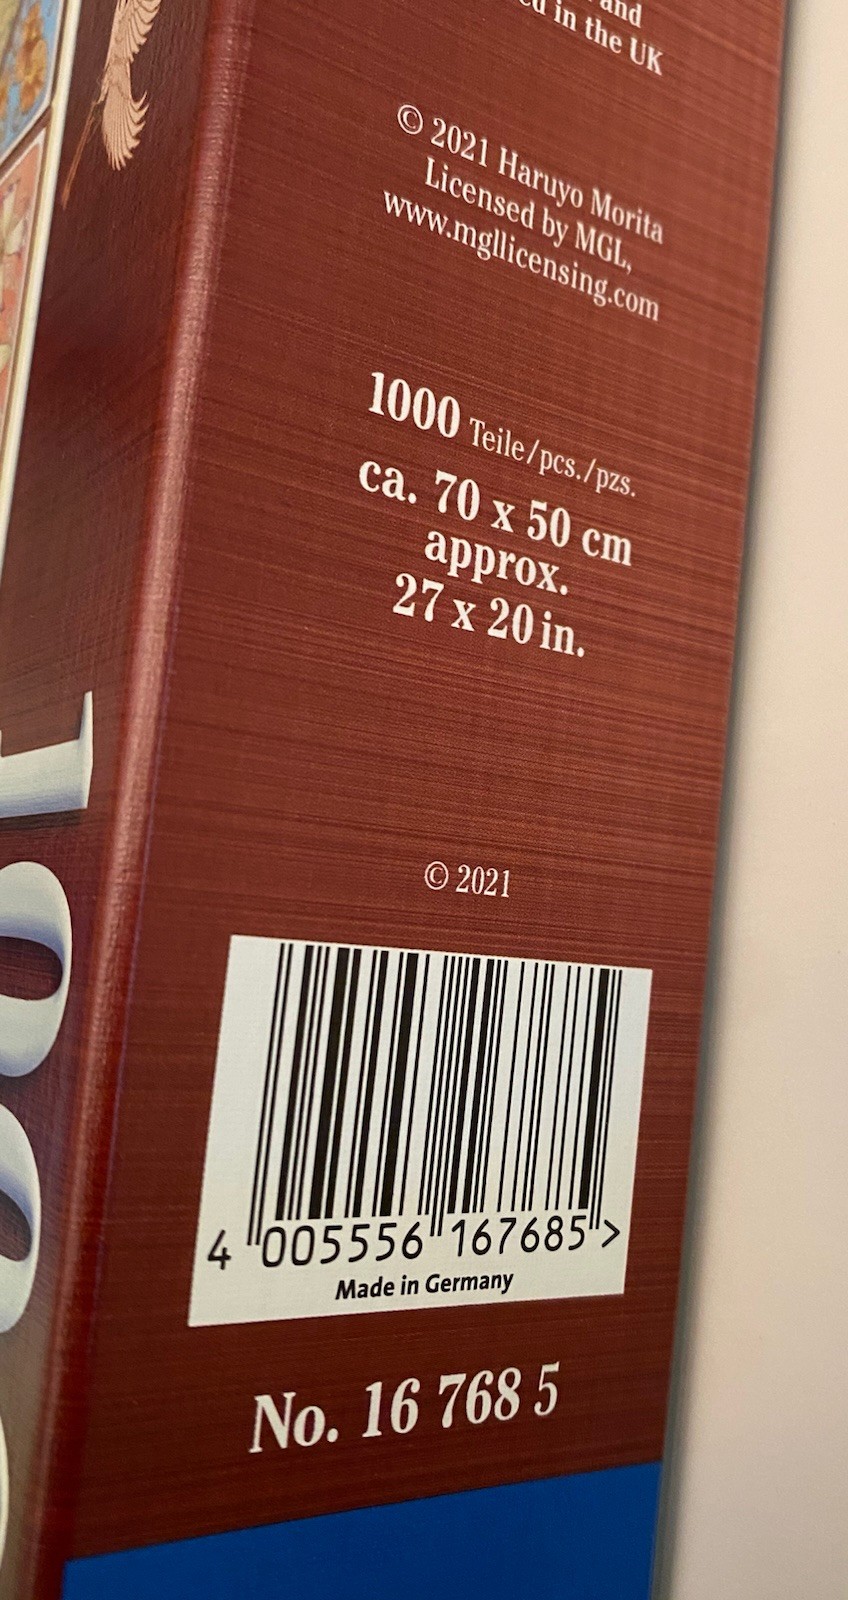 and
in the UK
© 2021 Haruyo Morita
Licensed by MGL,
www.mgllicensing.com
1000 Teile/pcs./pzs.
ca. 70 x 50 cm
approx.
27 x 20 in.
© 2021
4 005556 167685 >
Made in Germany
No. 16 768 5